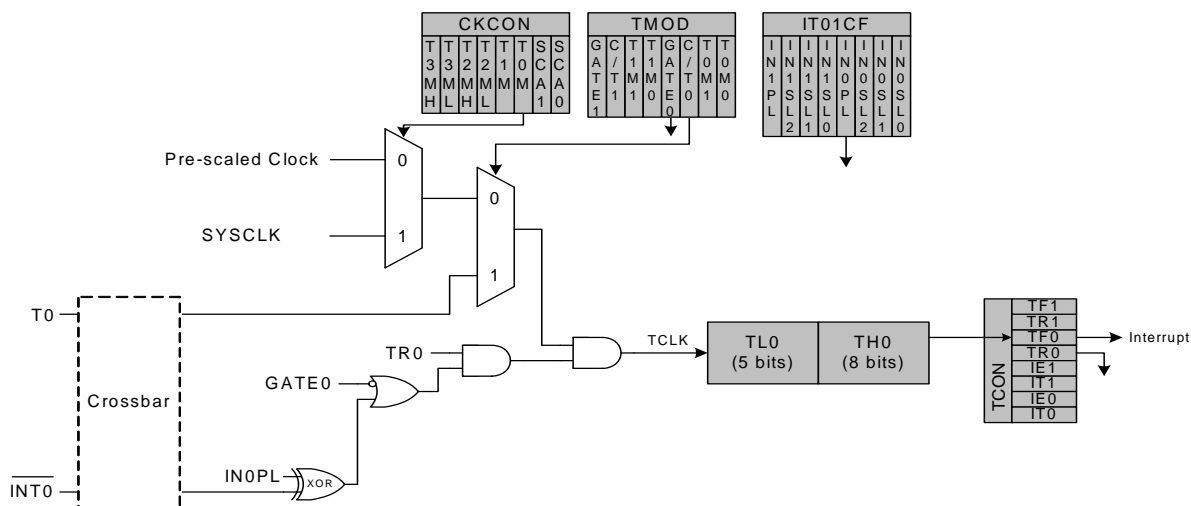 CKCON
T3MH
T3ML
T2MH
T2ML
T1M
T0M
SCA1
SCA0
TMOD
GATE1
C/T1
T1M1
T1M0
GATE0
C/T0
T0M1
T0M0
IT01CF
IN1PL
IN1SL2
IN1SL1
IN1SL0
IN0PL
IN0SL2
IN0SL1
IN0SL0
Pre-scaled Clock
0
SYSCLK
1
0
1
T0
Crossbar
INT0
TR0
GATE0
IN0PL
XOR
TCLK
TL0
(5 bits)
TH0
(8 bits)
TCON
TF1
TR1
TF0
TR0
IE1
IT1
IE0
IT0
Interrupt